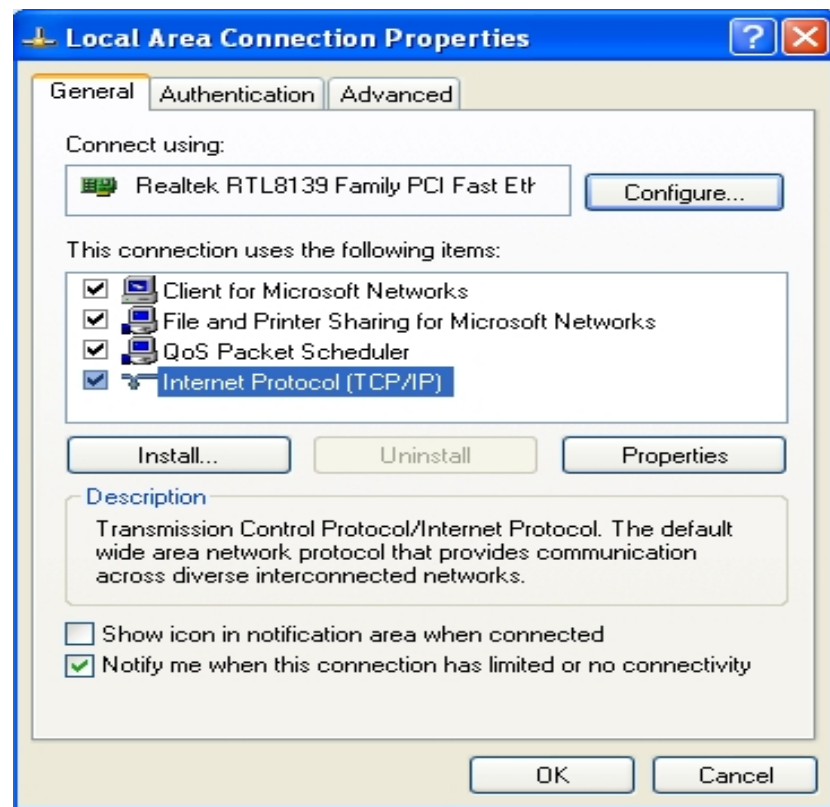 Local Area Connection Properties
General Authentication Advanced
Connect using:
Realtek RTL8139 Family PCI Fast Eth
Configure...
This connection uses the following items:
Client for Microsoft Networks
File and Printer Sharing for Microsoft Networks
QoS Packet Scheduler
Internet Protocol (TCP/IP)
Install... Uninstall Properties
Description
Transmission Control Protocol/Internet Protocol. The default
wide area network protocol that provides communication
across diverse interconnected networks.
Show icon in notification area when connected
Notify me when this connection has limited or no connectivity
OK Cancel